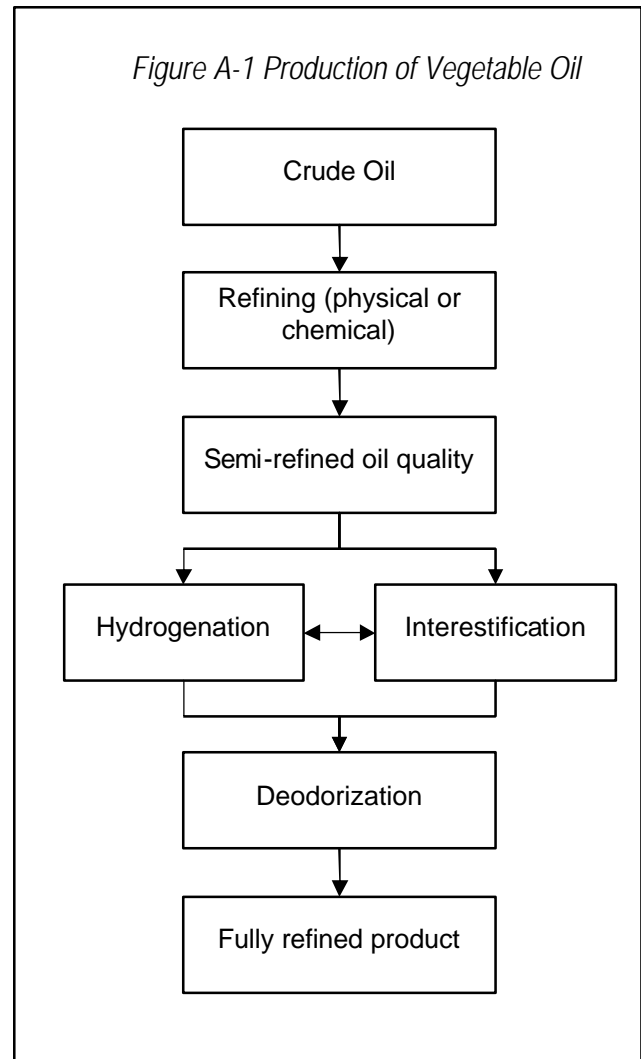 Figure A-1 Production of Vegetable Oil
Crude Oil
Refining (physical or
chemical)
Semi-refined oil quality
Hydrogenation
Interestification
Deodorization
Fully refined product